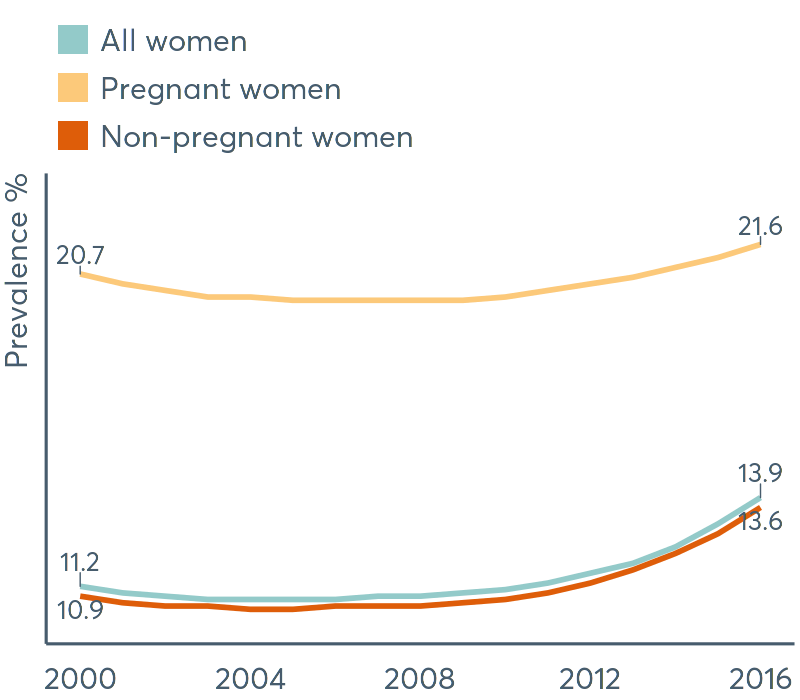 All women
Pregnant women
Non-pregnant women
Prevalence %
20.7
21.6
13.9
13.6
11.2
10.9
2000 2004 2008 2012 2016